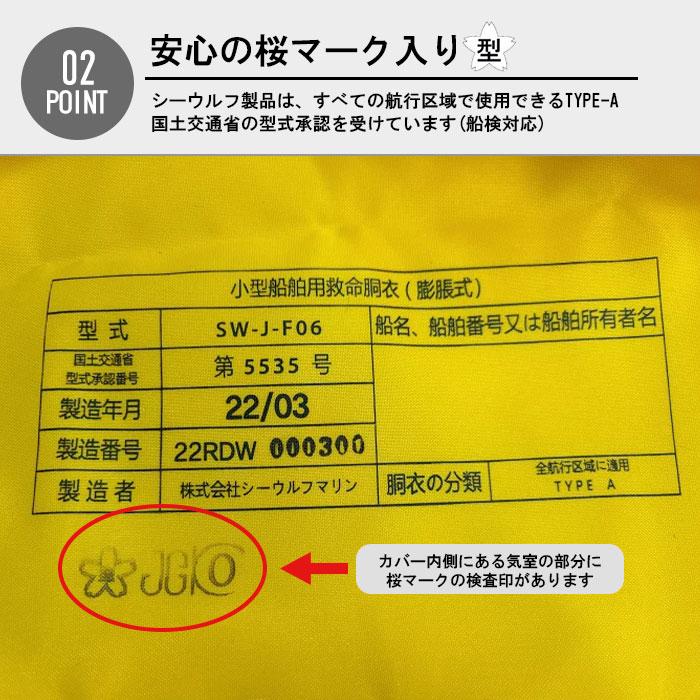 02
POINT
安心の桜マーク入り 型
シーウルフ製品は、すべての航行区域で使用できるTYPE-A
国土交通省の型式承認を受けています(船検対応)
小型船舶用救命胴衣(膨脹式)
型式 SW-J-F06 船名、船舶番号又は船舶所有者名
国土交通省
型式承認番号 第 5535 号
製造年月 22/03
製造番号 22RDW 000300
製造者 株式会社シーウルフマリン 胴衣の分類 全航行区域に適用
TYPE A
JCI
カバー内側にある気室の部分に
桜マークの検査印があります